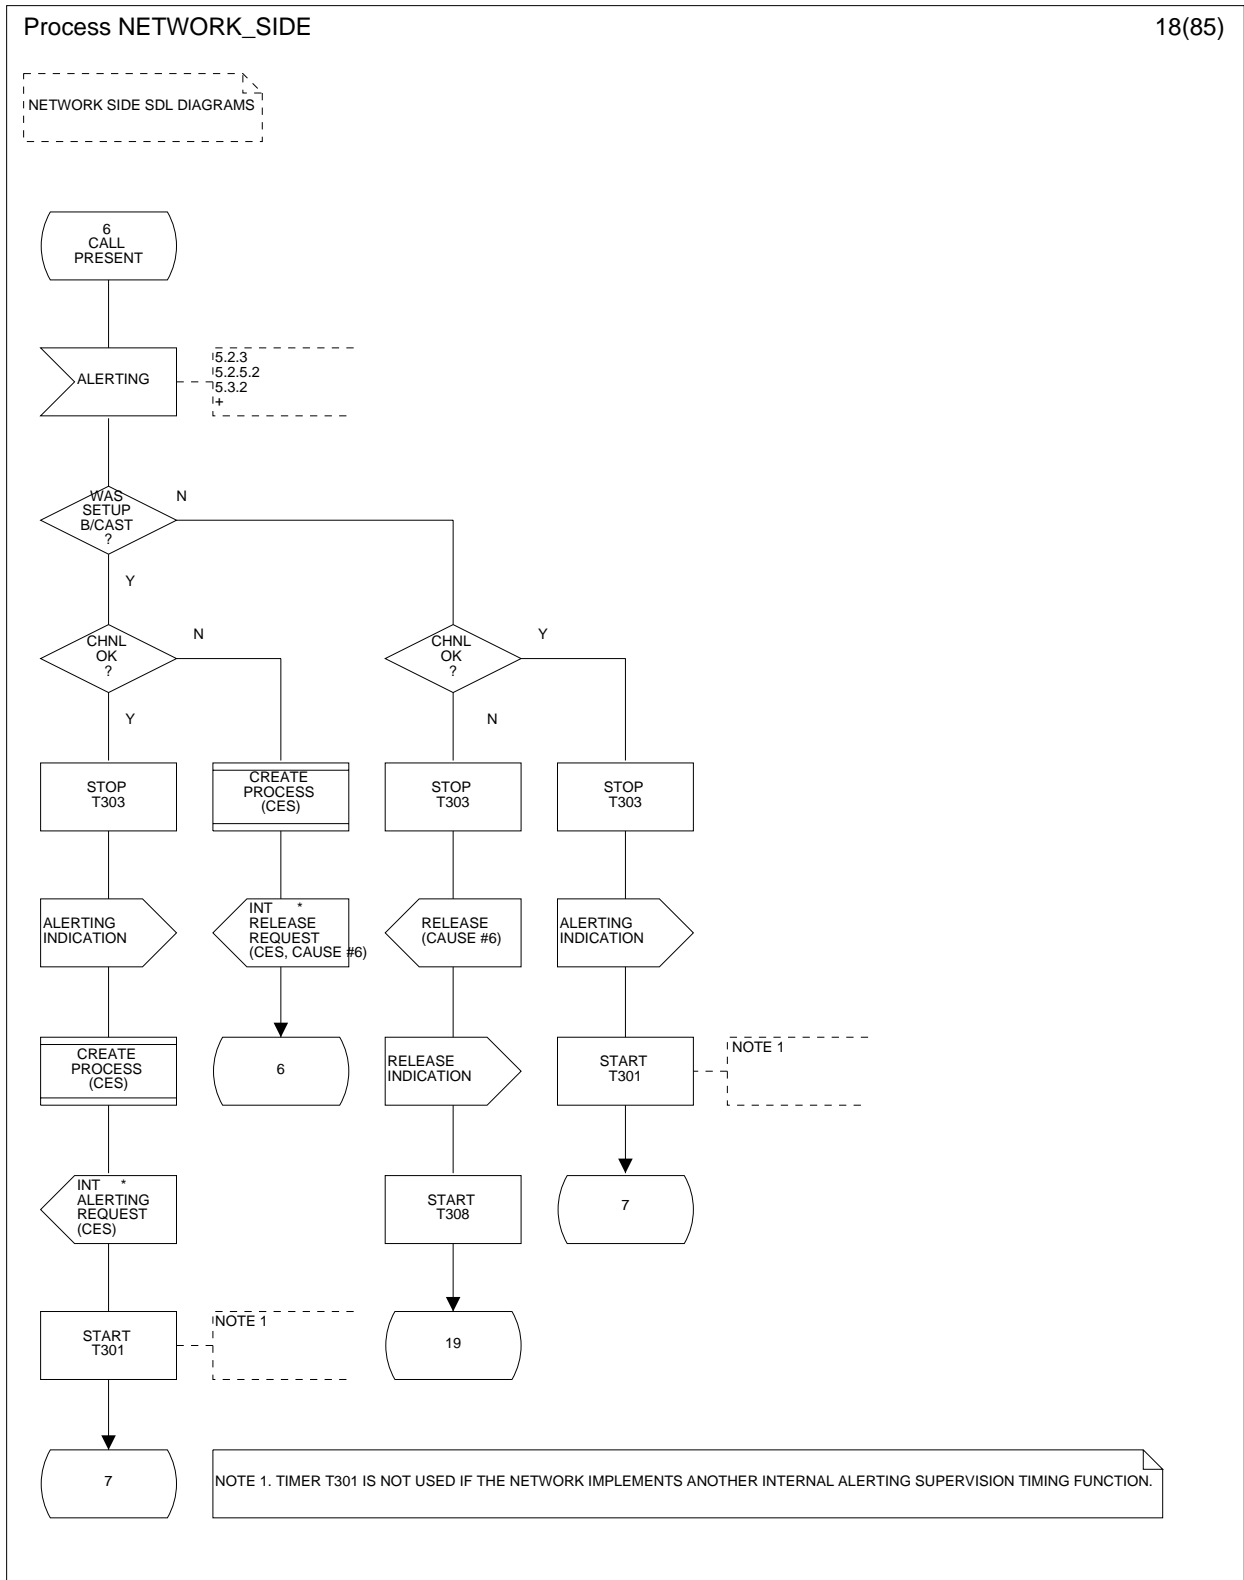 Process NETWORK_SIDE
18(85)
NETWORK SIDE SDL DIAGRAMS
6
CALL
PRESENT
ALERTING
5.2.3
5.2.5.2
5.3.2
+
WAS
SETUP
B/CAST
?
N
Y
CHNL
OK
?
N
Y
CHNL
OK
?
Y
N
STOP
T303
CREATE
PROCESS
(CES)
STOP
T303
STOP
T303
ALERTING
INDICATION
INT *
RELEASE
REQUEST
(CES, CAUSE #6)
RELEASE
(CAUSE #6)
ALERTING
INDICATION
CREATE
PROCESS
(CES)
6
RELEASE
INDICATION
START
T301
NOTE 1
INT *
ALERTING
REQUEST
(CES)
START
T308
7
START
T301
NOTE 1
19
7
NOTE 1. TIMER T301 IS NOT USED IF THE NETWORK IMPLEMENTS ANOTHER INTERNAL ALERTING SUPERVISION TIMING FUNCTION.